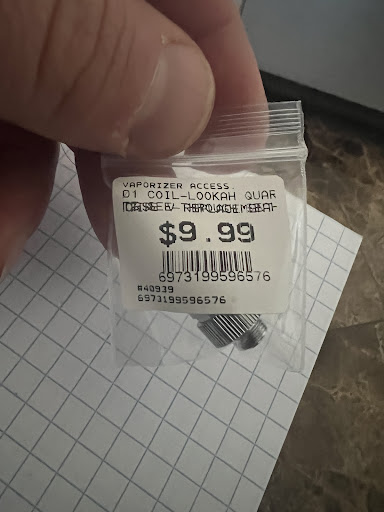 VAPORIZER ACCESS.
D1 COIL-LOOKAH QUAR
$9.99
6973199596576
#40939
6973199596576